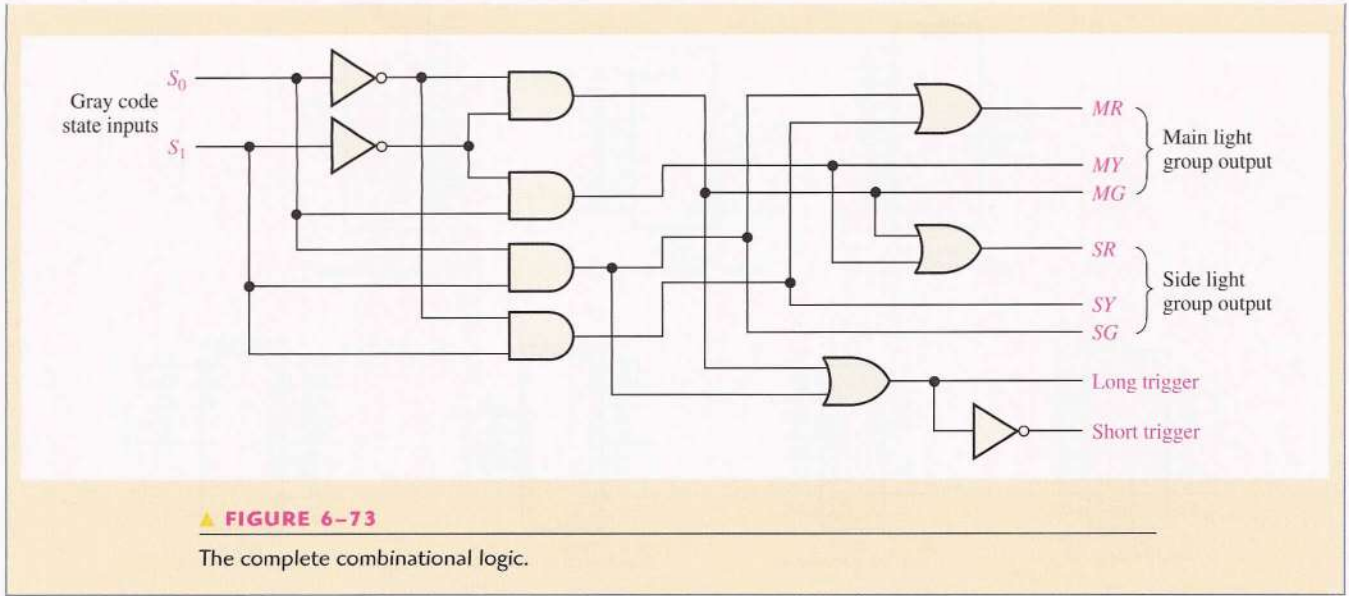 S0
Gray code
state inputs
S1
MR
MY
MG
Main light
group output
SR
SY
SG
Side light
group output
Long trigger
Short trigger
▲ FIGURE 6–73
The complete combinational logic.